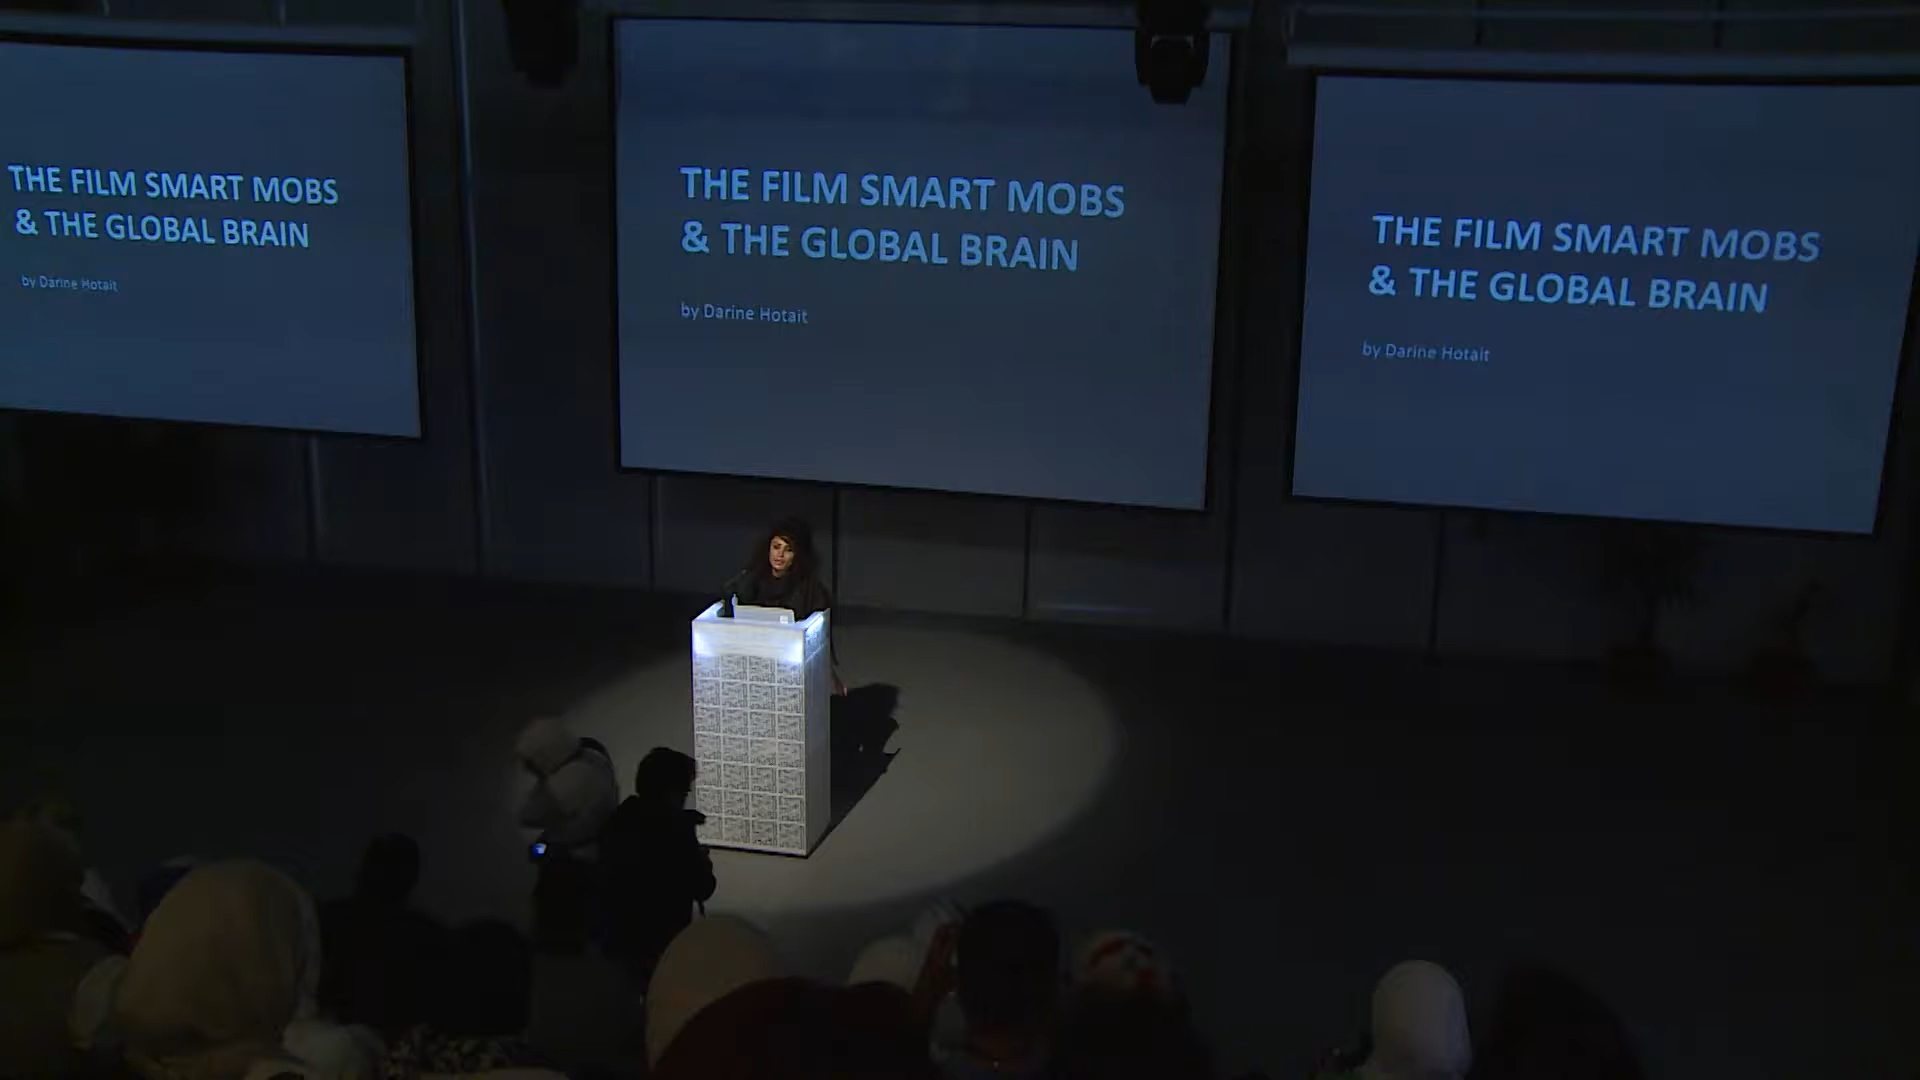 THE FILM SMART MOBS
& THE GLOBAL BRAIN
by Darine Hotait
THE FILM SMART MOBS
& THE GLOBAL BRAIN
by Darine Hotait
THE FILM SMART MOBS
& THE GLOBAL BRAIN
by Darine Hotait